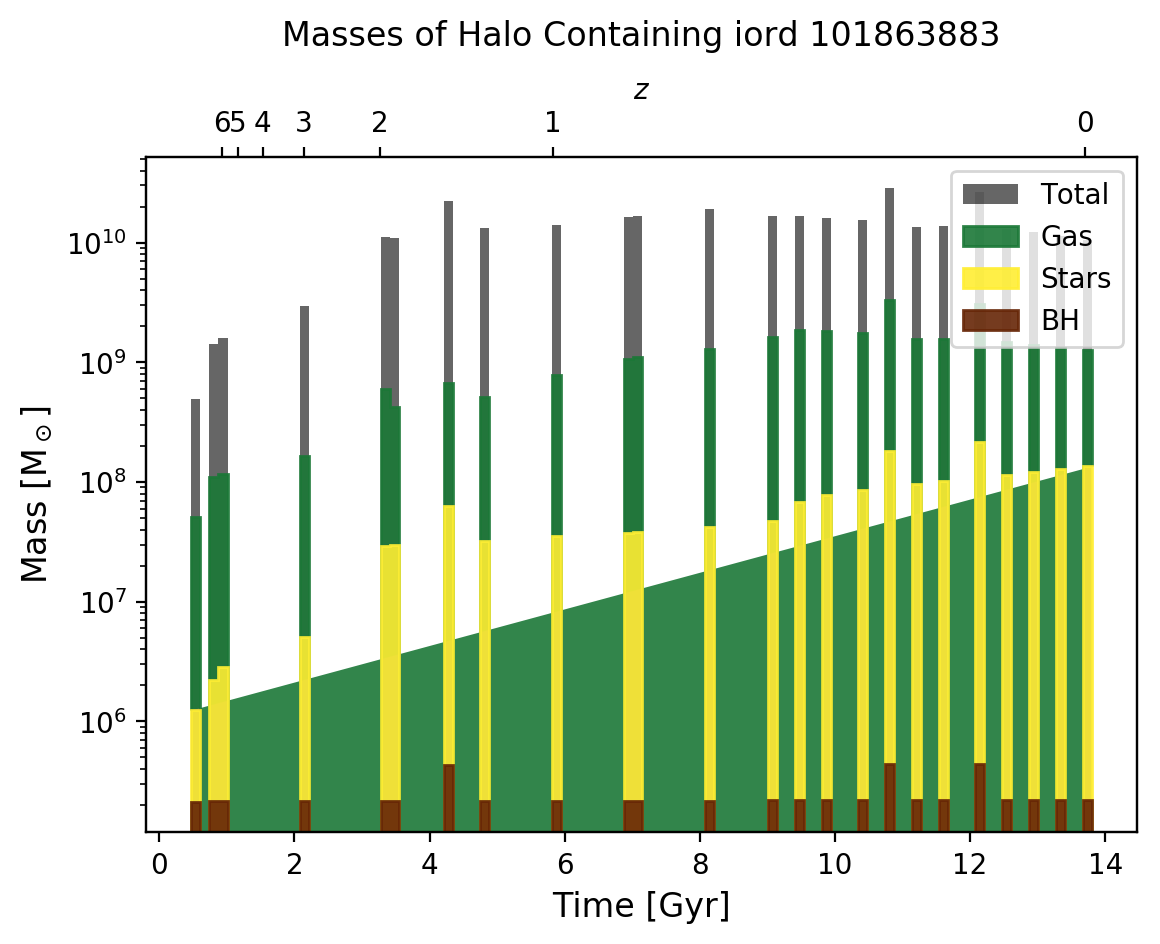 Masses of Halo Containing iord 101863883
z
6 5 4 3 2 1 0
Total
Gas
Stars
BH
10^10
10^9
10^8
10^7
10^6
Mass [M_⊙]
0 2 4 6 8 10 12 14
Time [Gyr]